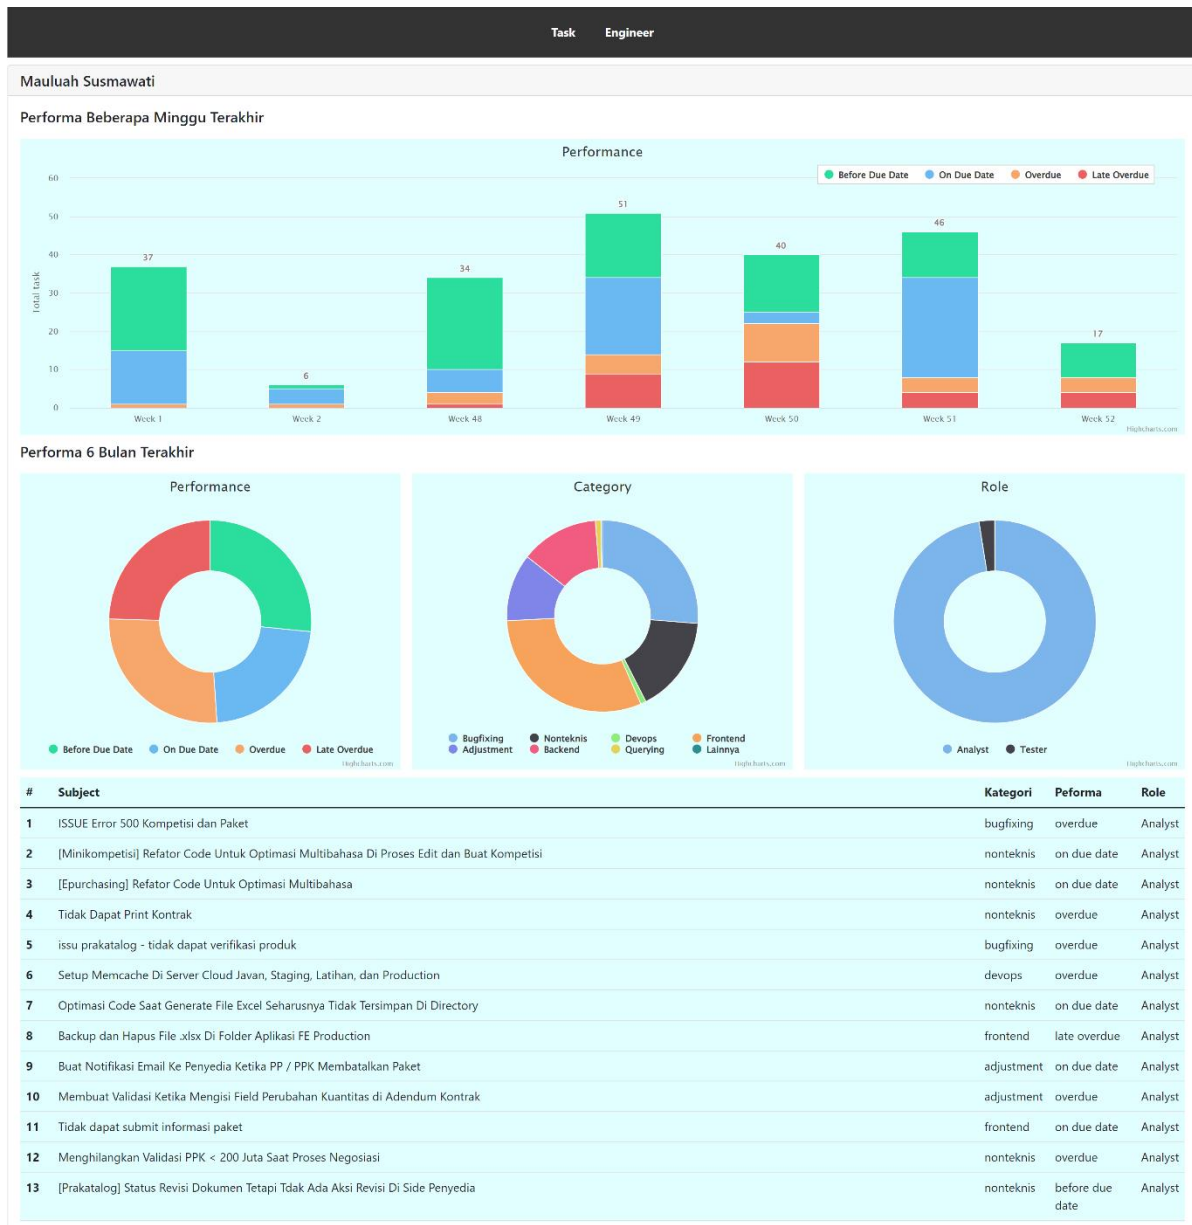 Task Engineer
Mauluah Susmawati
Performa Beberapa Minggu Terakhir
Performance
Before Due Date On Due Date Overdue Late Overdue
Total task
60
50
40
30
20
10
0
37
6
34
51
40
46
17
Week 1 Week 2 Week 48 Week 49 Week 50 Week 51 Week 52
Highcharts.com
Performa 6 Bulan Terakhir
Performance
Before Due Date On Due Date Overdue Late Overdue
Highcharts.com
Category
Bugfixing Nonteknis Devops Frontend
Adjustment Backend Querying Lainnya
Highcharts.com
Role
Analyst Tester
Highcharts.com
# Subject Kategori Peforma Role
1 ISSUE Error 500 Kompetisi dan Paket bugfixing overdue Analyst
2 [Minikompetisi] Refator Code Untuk Optimasi Multibahasa Di Proses Edit dan Buat Kompetisi nonteknis on due date Analyst
3 [Epurchasing] Refator Code Untuk Optimasi Multibahasa nonteknis on due date Analyst
4 Tidak Dapat Print Kontrak nonteknis overdue Analyst
5 issu prakatalog - tidak dapat verifikasi produk bugfixing overdue Analyst
6 Setup Memcache Di Server Cloud Javan, Staging, Latihan, dan Production devops overdue Analyst
7 Optimasi Code Saat Generate File Excel Seharusnya Tidak Tersimpan Di Directory nonteknis on due date Analyst
8 Backup dan Hapus File .xlsx Di Folder Aplikasi FE Production frontend late overdue Analyst
9 Buat Notifikasi Email Ke Penyedia Ketika PP / PPK Membatalkan Paket adjustment on due date Analyst
10 Membuat Validasi Ketika Mengisi Field Perubahan Kuantitas di Adendum Kontrak adjustment overdue Analyst
11 Tidak dapat submit informasi paket frontend on due date Analyst
12 Menghilangkan Validasi PPK < 200 Juta Saat Proses Negosiasi nonteknis overdue Analyst
13 [Prakatalog] Status Revisi Dokumen Tetapi Tdak Ada Aksi Revisi Di Side Penyedia nonteknis before due Analyst
date